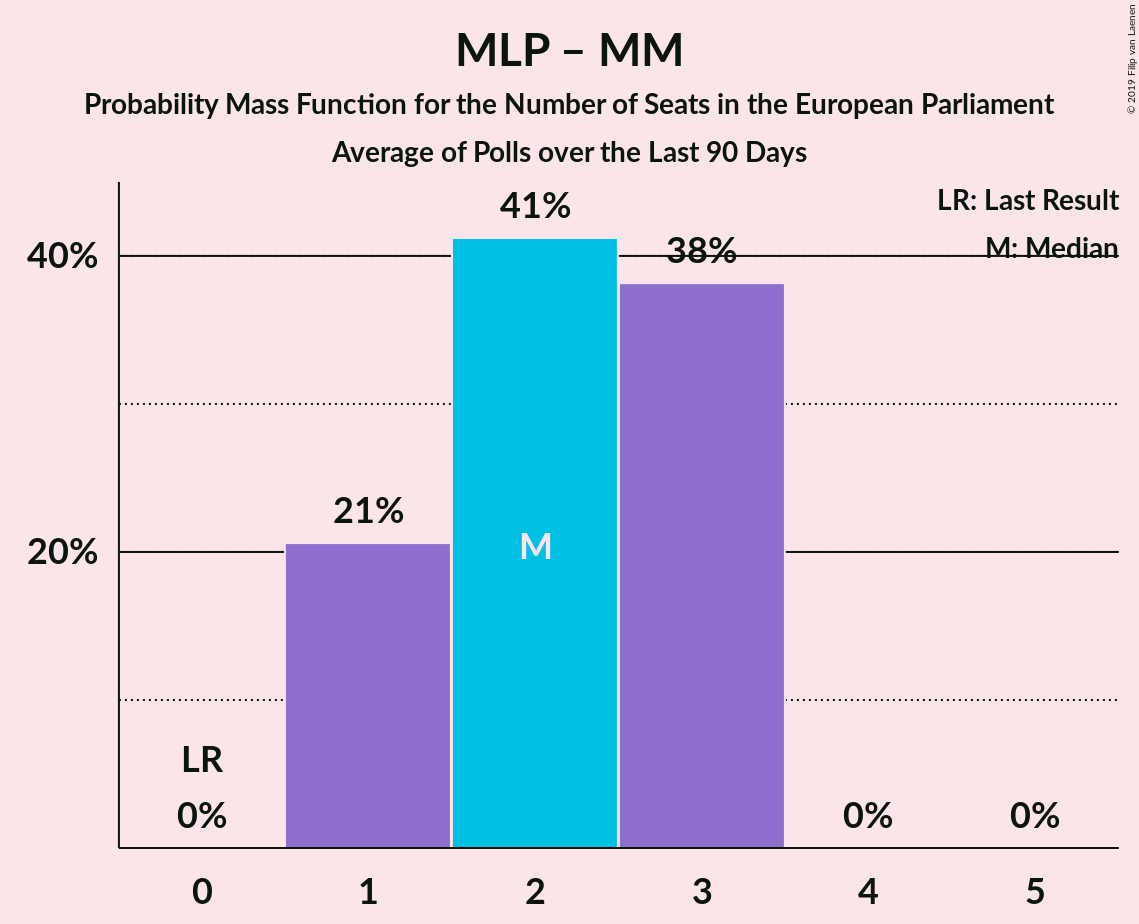 MLP – MM
Probability Mass Function for the Number of Seats in the European Parliament
Average of Polls over the Last 90 Days
© 2019 Filip van Laenen
LR: Last Result
M: Median
41%
38%
40%
21%
M
20%
LR
0%
0%
0%
0
1
2
3
4
5